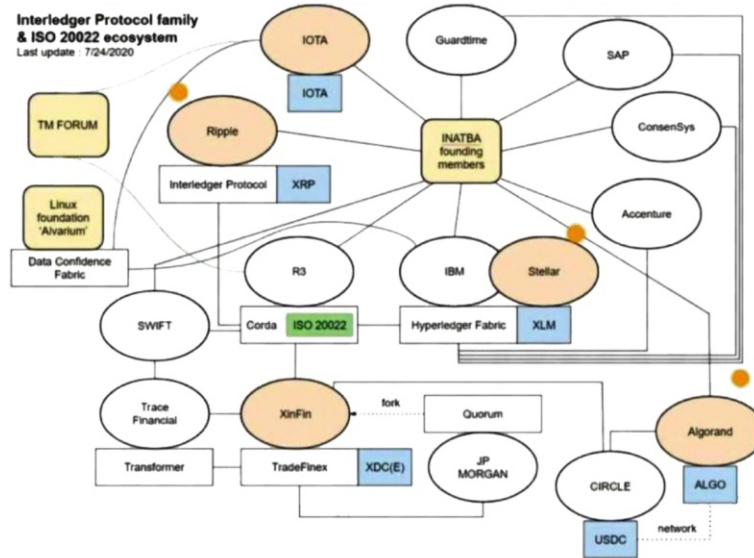 Interledger Protocol family
& ISO 20022 ecosystem
Last update : 7/24/2020
IOTA
IOTA
Guardtime
SAP
TM FORUM
Ripple
INATBA
founding
members
ConsenSys
Interledger Protocol
XRP
Linux
foundation
'Alvarium'
Accenture
Data Confidence
Fabric
R3
IBM
Stellar
SWIFT
Corda
ISO 20022
Hyperledger Fabric
XLM
Trace
Financial
XinFin
fork
Quorum
Algorand
Transformer
TradeFinex
XDC(E)
JP
MORGAN
CIRCLE
ALGO
USDC
network